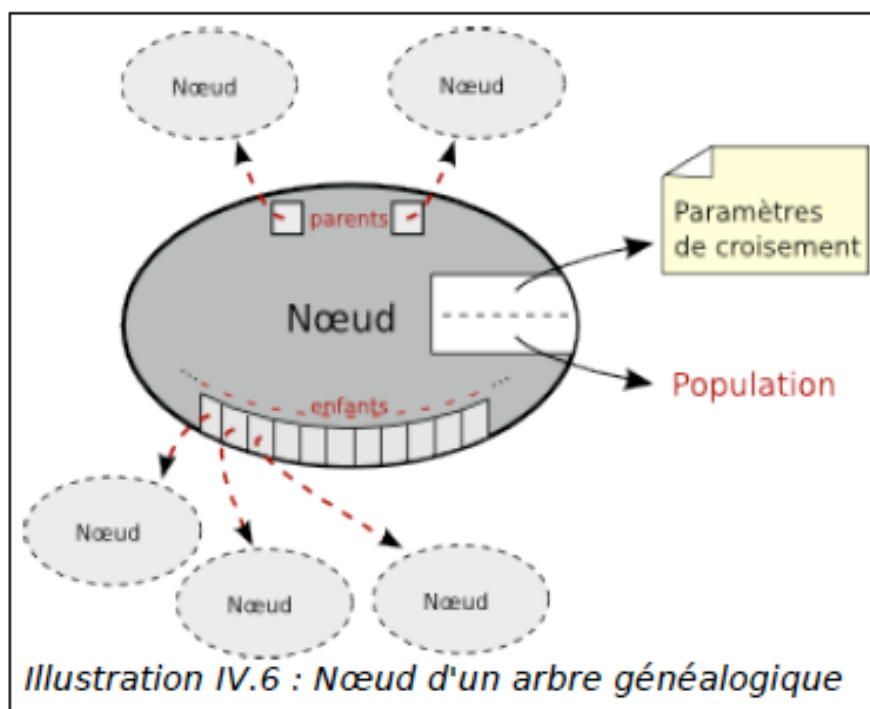 Nœud
Nœud
parents
Paramètres
de croisement
Nœud
Population
enfants
Nœud
Nœud
Nœud
Illustration IV.6 : Nœud d'un arbre généalogique